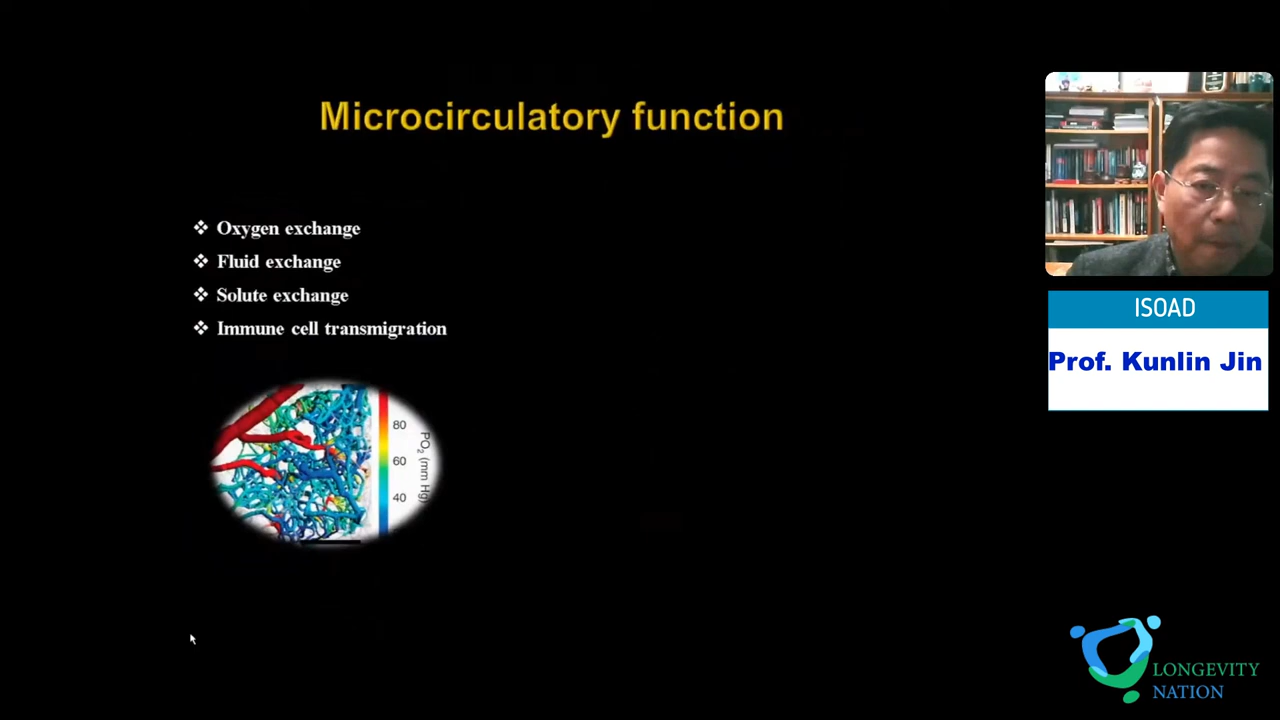 Microcirculatory function
❖ Oxygen exchange
❖ Fluid exchange
❖ Solute exchange
❖ Immune cell transmigration
80
60
40
PO₂ (mm Hg)
ISOAD
Prof. Kunlin Jin
LONGEVITY
NATION